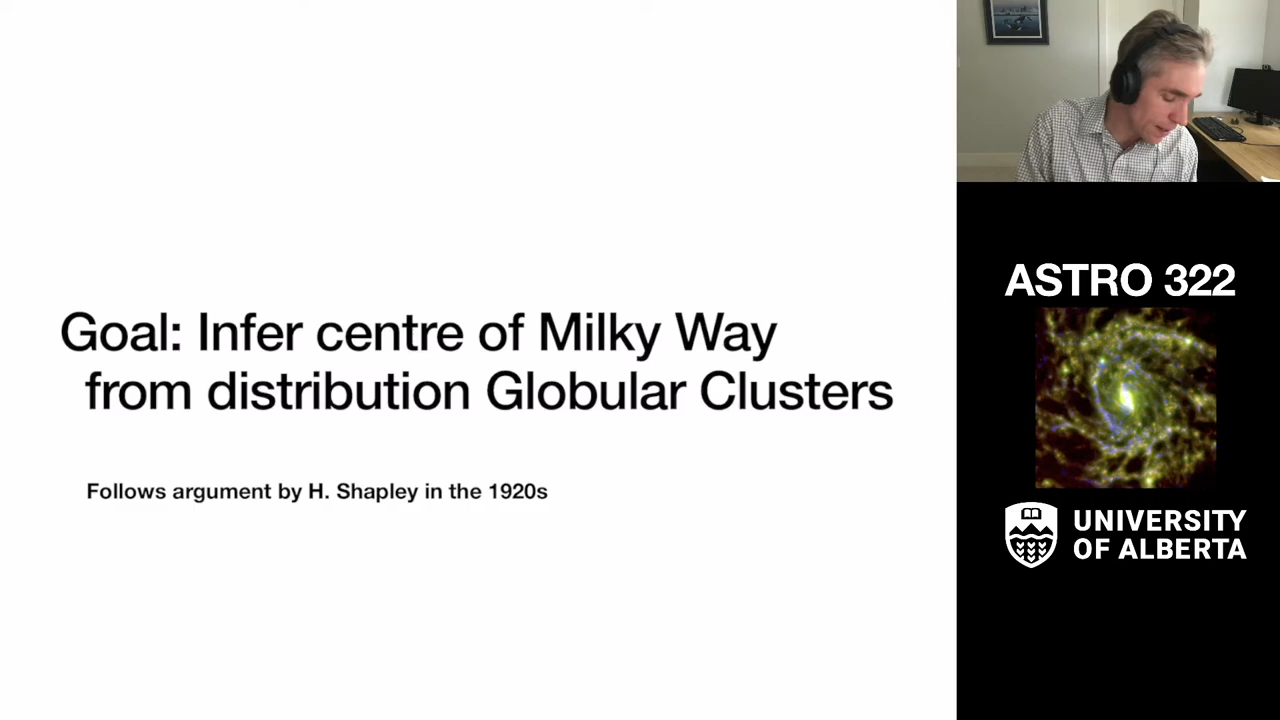 Goal: Infer centre of Milky Way
from distribution Globular Clusters
Follows argument by H. Shapley in the 1920s
ASTRO 322
UNIVERSITY
OF ALBERTA